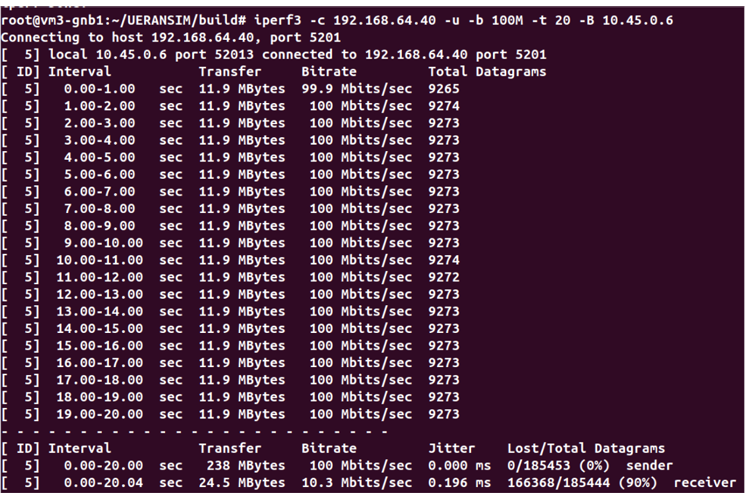 root@vm3-gnb1:~/UERANSIM/build# iperf3 -c 192.168.64.40 -u -b 100M -t 20 -B 10.45.0.6
Connecting to host 192.168.64.40, port 5201
[  5] local 10.45.0.6 port 52013 connected to 192.168.64.40 port 5201
[ ID] Interval           Transfer     Bitrate         Total Datagrams
[  5]   0.00-1.00   sec  11.9 MBytes  99.9 Mbits/sec  9265
[  5]   1.00-2.00   sec  11.9 MBytes   100 Mbits/sec  9274
[  5]   2.00-3.00   sec  11.9 MBytes   100 Mbits/sec  9273
[  5]   3.00-4.00   sec  11.9 MBytes   100 Mbits/sec  9273
[  5]   4.00-5.00   sec  11.9 MBytes   100 Mbits/sec  9273
[  5]   5.00-6.00   sec  11.9 MBytes   100 Mbits/sec  9273
[  5]   6.00-7.00   sec  11.9 MBytes   100 Mbits/sec  9273
[  5]   7.00-8.00   sec  11.9 MBytes   100 Mbits/sec  9273
[  5]   8.00-9.00   sec  11.9 MBytes   100 Mbits/sec  9273
[  5]   9.00-10.00  sec  11.9 MBytes   100 Mbits/sec  9273
[  5]  10.00-11.00  sec  11.9 MBytes   100 Mbits/sec  9274
[  5]  11.00-12.00  sec  11.9 MBytes   100 Mbits/sec  9272
[  5]  12.00-13.00  sec  11.9 MBytes   100 Mbits/sec  9273
[  5]  13.00-14.00  sec  11.9 MBytes   100 Mbits/sec  9273
[  5]  14.00-15.00  sec  11.9 MBytes   100 Mbits/sec  9273
[  5]  15.00-16.00  sec  11.9 MBytes   100 Mbits/sec  9273
[  5]  16.00-17.00  sec  11.9 MBytes   100 Mbits/sec  9273
[  5]  17.00-18.00  sec  11.9 MBytes   100 Mbits/sec  9273
[  5]  18.00-19.00  sec  11.9 MBytes   100 Mbits/sec  9273
[  5]  19.00-20.00  sec  11.9 MBytes   100 Mbits/sec  9273
- - - - - - - - - - - - - - - - - - - - - - - - -
[ ID] Interval           Transfer     Bitrate         Jitter    Lost/Total Datagrams
[  5]   0.00-20.00  sec   238 MBytes   100 Mbits/sec  0.000 ms  0/185453 (0%)  sender
[  5]   0.00-20.04  sec  24.5 MBytes  10.3 Mbits/sec  0.196 ms  166368/185444 (90%)  receiver